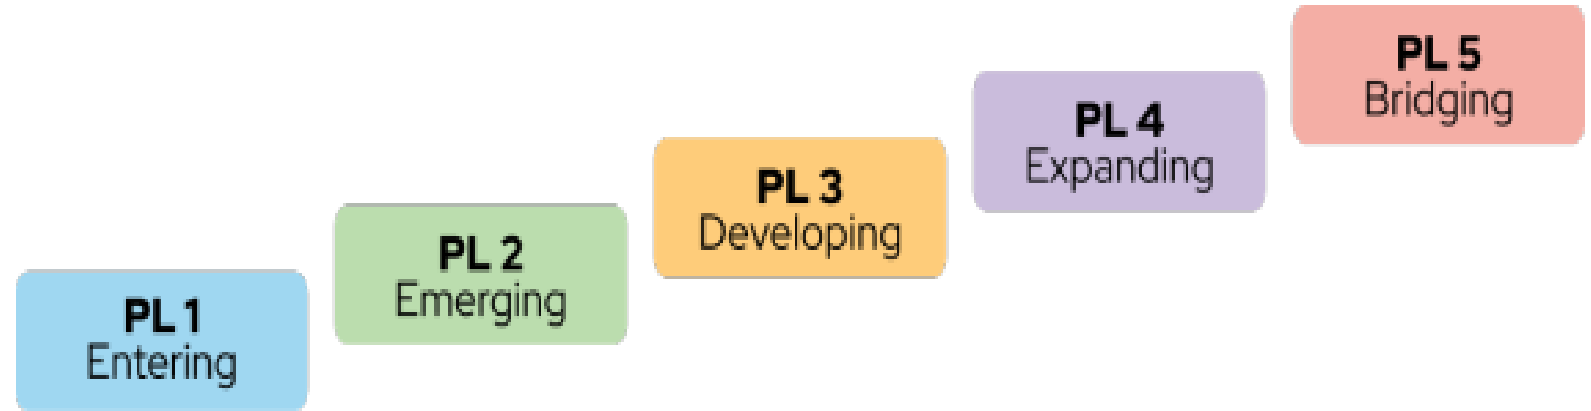 PL 1
Entering
PL 2
Emerging
PL 3
Developing
PL 4
Expanding
PL 5
Bridging